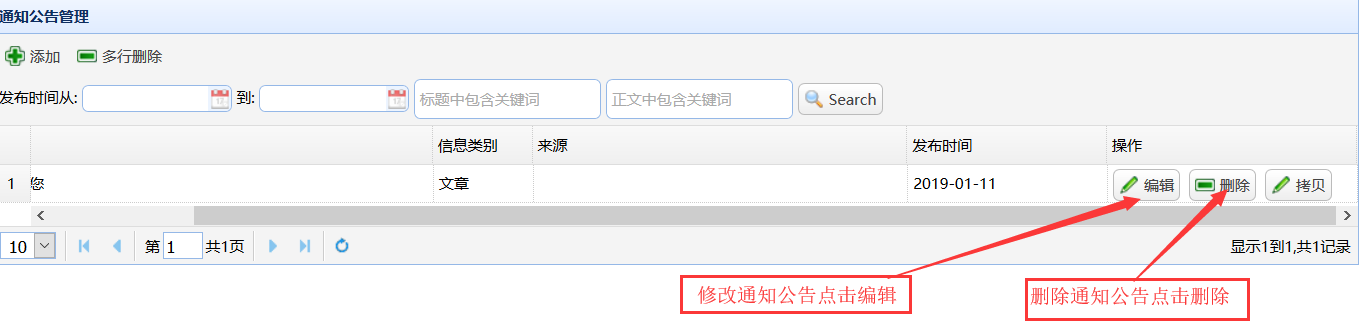 通知公告管理
添加 多行删除
发布时间从: 到: 标题中包含关键词 正文中包含关键词 Search
信息类别 来源 发布时间 操作
1 您 文章 2019-01-11 编辑 删除 拷贝
10 第 1 共1页 显示1到1,共1记录
修改通知公告点击编辑 删除通知公告点击删除